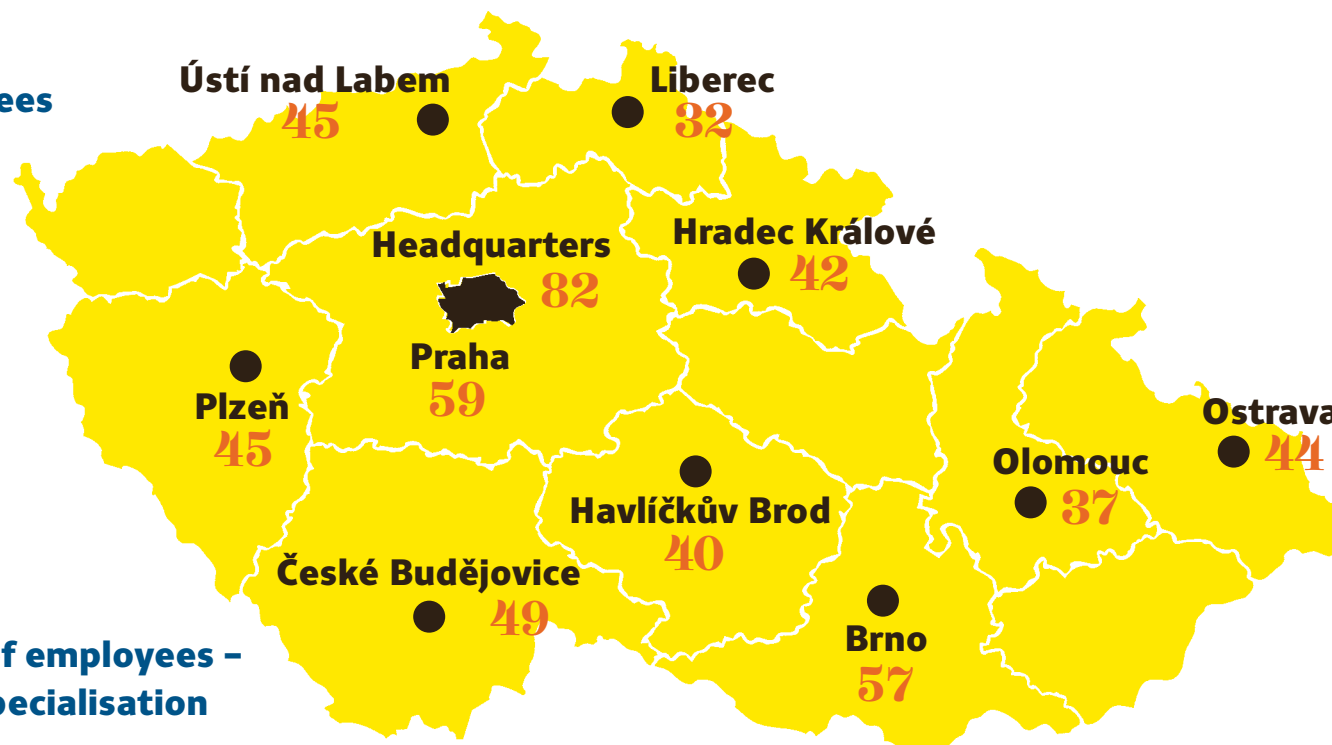 Ústí nad Labem
45
Liberec
32
ees
Hradec Králové
42
Headquarters
82
Praha
59
Plzeň
45
Ostrava
44
Olomouc
37
Havlíčkův Brod
40
České Budějovice
49
Brno
57
f employees –
pecialisation